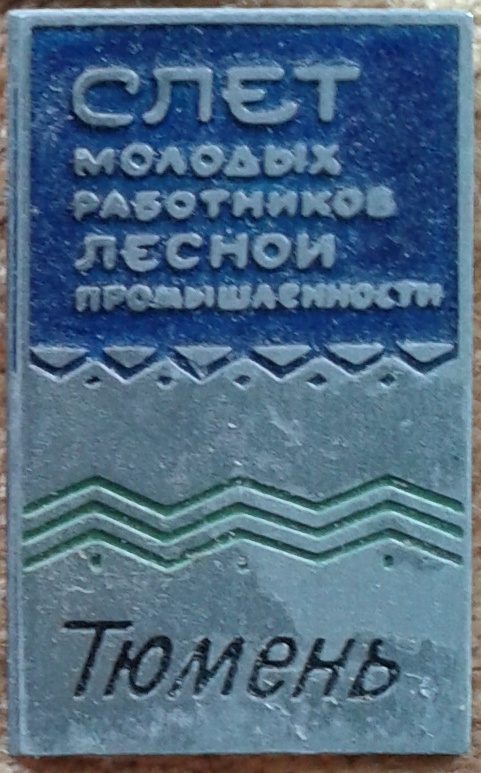 СЛЕТ
МОЛОДЫХ
РАБОТНИКОВ
ЛЕСНОЙ
ПРОМЫШЛЕННОСТИ
Тюмень